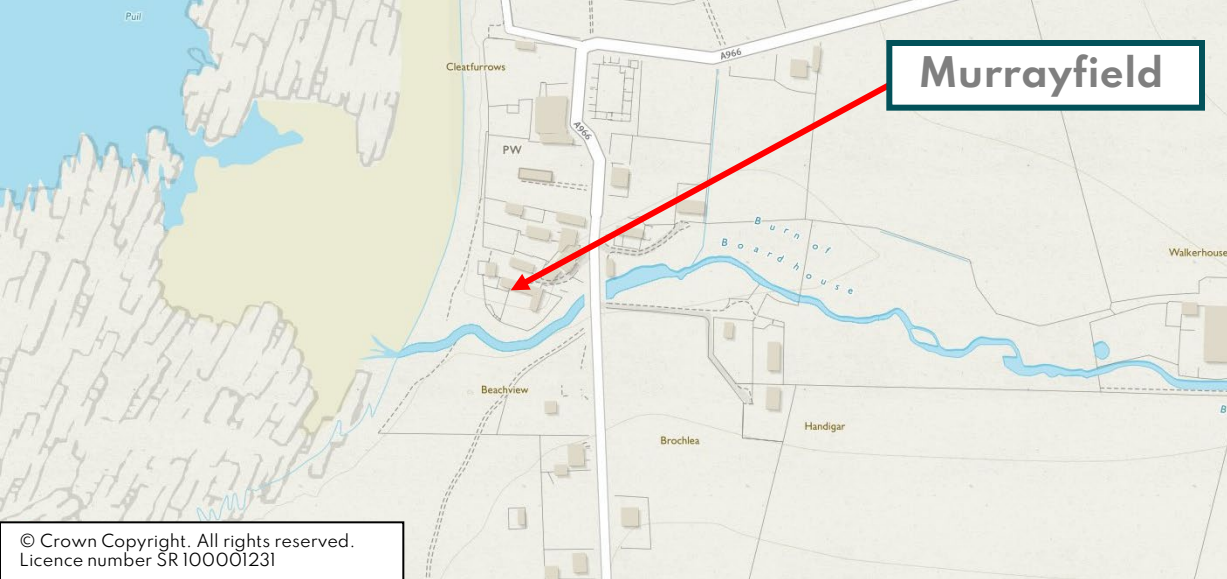 Puil
Cleatfurrows
A966
Murrayfield
A966
PW
Burn of
Boardhouse
Walkerhouse
Beachview
Brochlea
Handigar
B
© Crown Copyright. All rights reserved.
Licence number SR 100001231